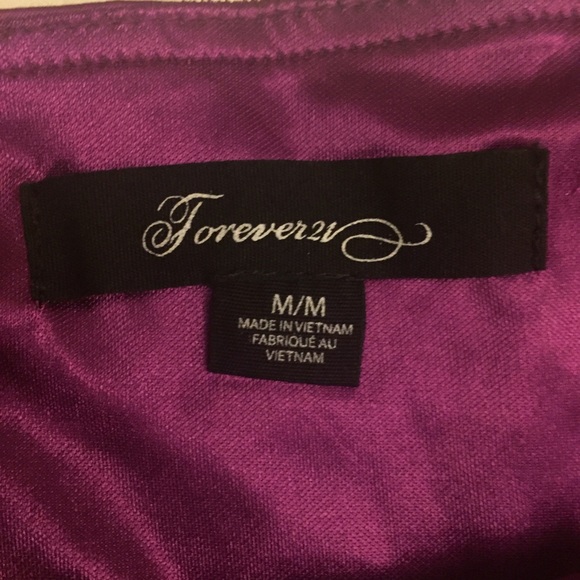 Forever21
M/M
MADE IN VIETNAM
FABRIQUÉ AU
VIETNAM